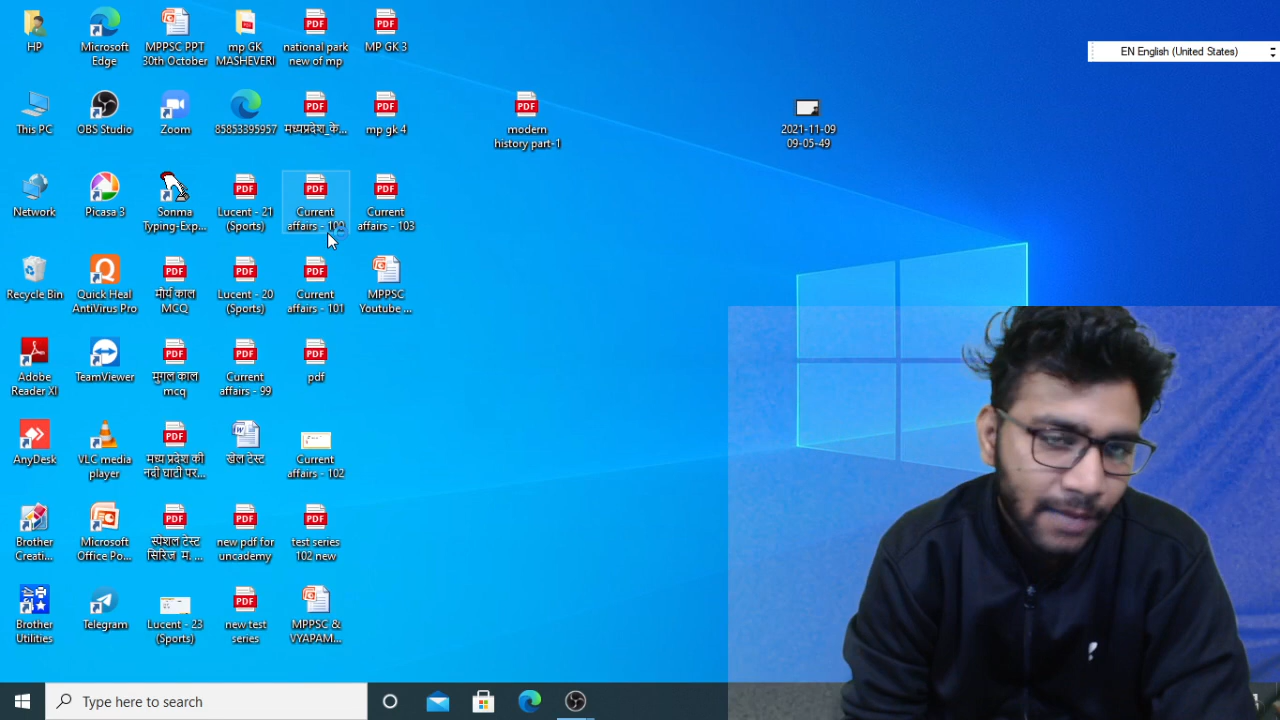 HP
Microsoft
Edge
MPPSC PPT
30th October
mp GK
MASHEVERI
national park
new of mp
MP GK 3
EN English (United States)
This PC
OBS Studio
Zoom
85853395957
मध्यप्रदेश_के...
mp gk 4
modern
history part-1
2021-11-09
09-05-49
Network
Picasa 3
Sonma
Typing-Exp...
Lucent - 21
(Sports)
Current
affairs - 100
Current
affairs - 103
Recycle Bin
Quick Heal
AntiVirus Pro
मौर्य काल
MCQ
Lucent - 20
(Sports)
Current
affairs - 101
MPPSC
Youtube ...
Adobe
Reader XI
TeamViewer
मुगल काल
mcq
Current
affairs - 99
pdf
AnyDesk
VLC media
player
मध्य प्रदेश की
नदी घाटी पर...
खेल टेस्ट
Current
affairs - 102
Brother
Creati...
Microsoft
Office Po...
स्पेशल टेस्ट
सिरिज म. ...
new pdf for
uncademy
test series
102 new
Brother
Utilities
Telegram
Lucent - 23
(Sports)
new test
series
MPPSC &
VYAPAM...
Type here to search